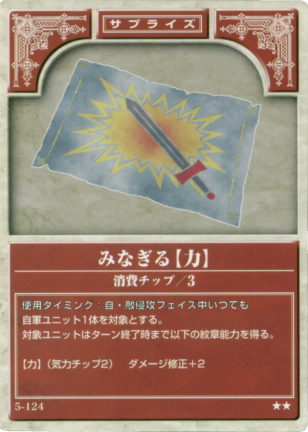 サプライズ
みなぎる【力】
消費チップ/3
使用タイミング:自・敵侵攻フェイス中いつでも
自軍ユニット1体を対象とする。
対象ユニットはターン終了時まで以下の紋章能力を得る。
【力】(気力チップ2) ダメージ修正+2
5-124
★★